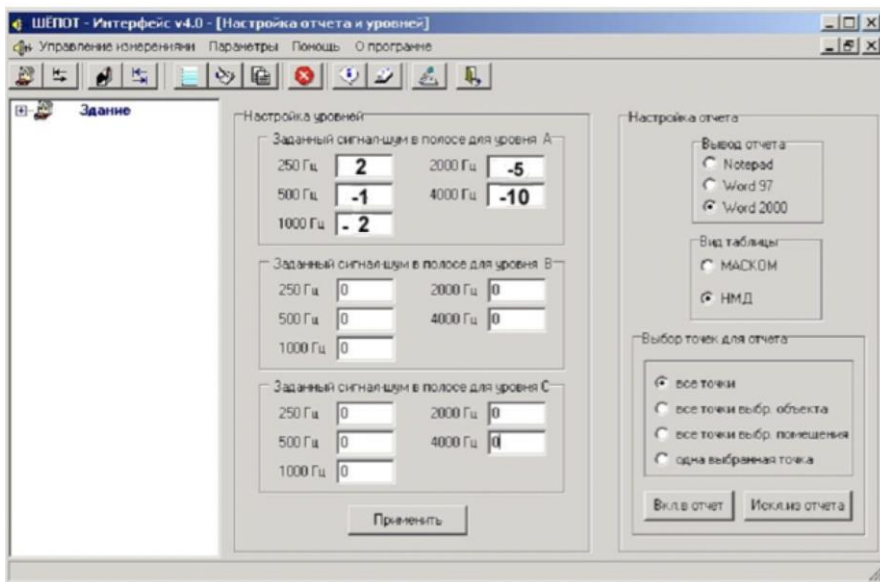 ШЁПОТ - Интерфейс v4.0 - [Настройка отчета и уровней]
Управление измерениями Параметры Помощь О программе
Здание
Настройка уровней
Заданный сигнал-шум в полосе для уровня A
250 Гц 2 2000 Гц -5
500 Гц -1 4000 Гц -10
1000 Гц - 2
Заданный сигнал-шум в полосе для уровня B
250 Гц 0 2000 Гц 0
500 Гц 0 4000 Гц 0
1000 Гц 0
Заданный сигнал-шум в полосе для уровня C
250 Гц 0 2000 Гц 0
500 Гц 0 4000 Гц 0
1000 Гц 0
Применить
Настройка отчета
Вывод отчета
Notepad
Word 97
Word 2000
Вид таблицы
МАСКОМ
НМД
Выбор точек для отчета
все точки
все точки выбр. объекта
все точки выбр. помещения
одна выбранная точка
Вкл.в отчет Искл.из отчета